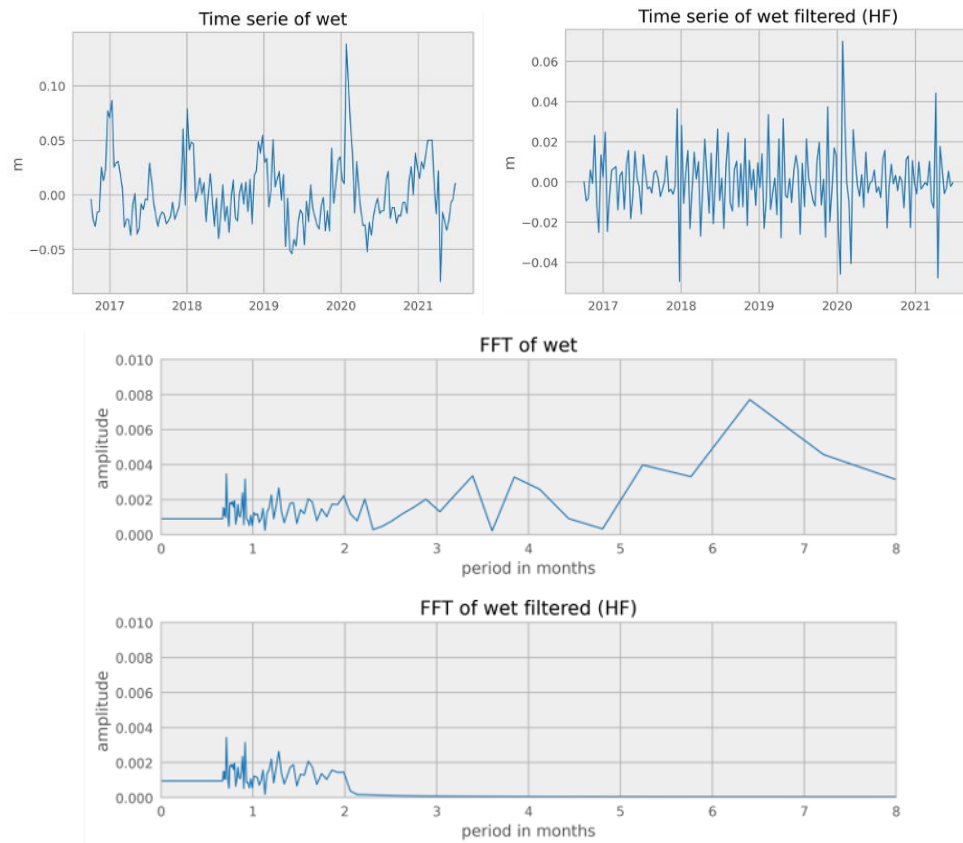 Time serie of wet
0.10
0.05
0.00
−0.05
m
2017 2018 2019 2020 2021
Time serie of wet filtered (HF)
0.06
0.04
0.02
0.00
−0.02
−0.04
m
2017 2018 2019 2020 2021
FFT of wet
0.010
0.008
0.006
0.004
0.002
0.000
amplitude
0 1 2 3 4 5 6 7 8
period in months
FFT of wet filtered (HF)
0.010
0.008
0.006
0.004
0.002
0.000
amplitude
0 1 2 3 4 5 6 7 8
period in months